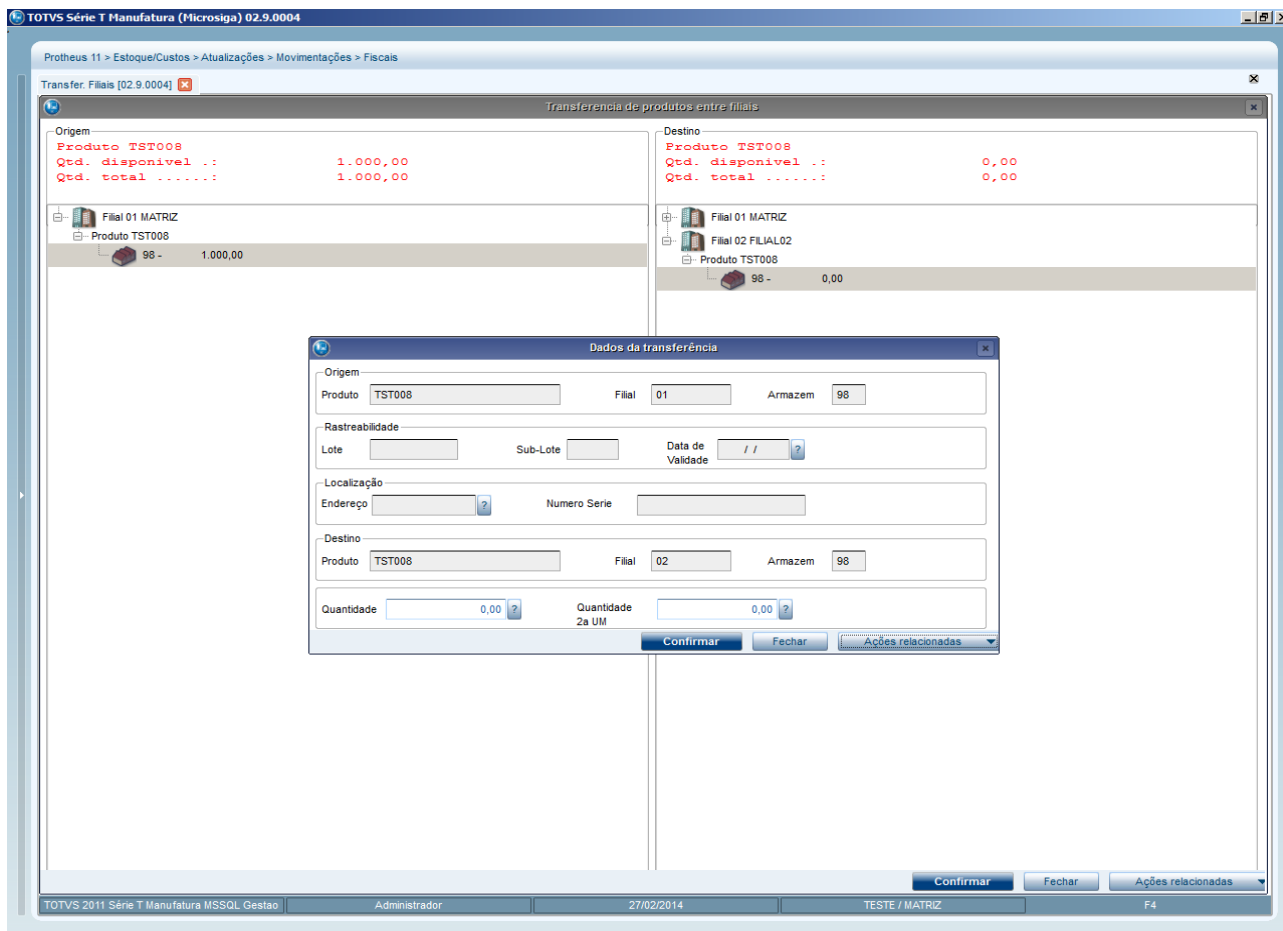 TOTVS Série T Manufatura (Microsiga) 02.9.0004
Protheus 11 > Estoque/Custos > Atualizações > Movimentações > Fiscais
Transfer. Filiais [02.9.0004]
Transferencia de produtos entre filiais
Origem
Produto TST008
Qtd. disponivel .: 1.000,00
Qtd. total ......: 1.000,00
Filial 01 MATRIZ
Produto TST008
98 - 1.000,00
Destino
Produto TST008
Qtd. disponivel .: 0,00
Qtd. total ......: 0,00
Filial 01 MATRIZ
Filial 02 FILIAL02
Produto TST008
98 - 0,00
Dados da transferência
Origem
Produto TST008 Filial 01 Armazem 98
Rastreabilidade
Lote Sub-Lote Data de Validade / / ?
Localização
Endereço ? Numero Serie
Destino
Produto TST008 Filial 02 Armazem 98
Quantidade 0,00 ? Quantidade 2a UM 0,00 ?
Confirmar Fechar Ações relacionadas
Confirmar Fechar Ações relacionadas
TOTVS 2011 Série T Manufatura MSSQL Gestao Administrador 27/02/2014 TESTE / MATRIZ F4